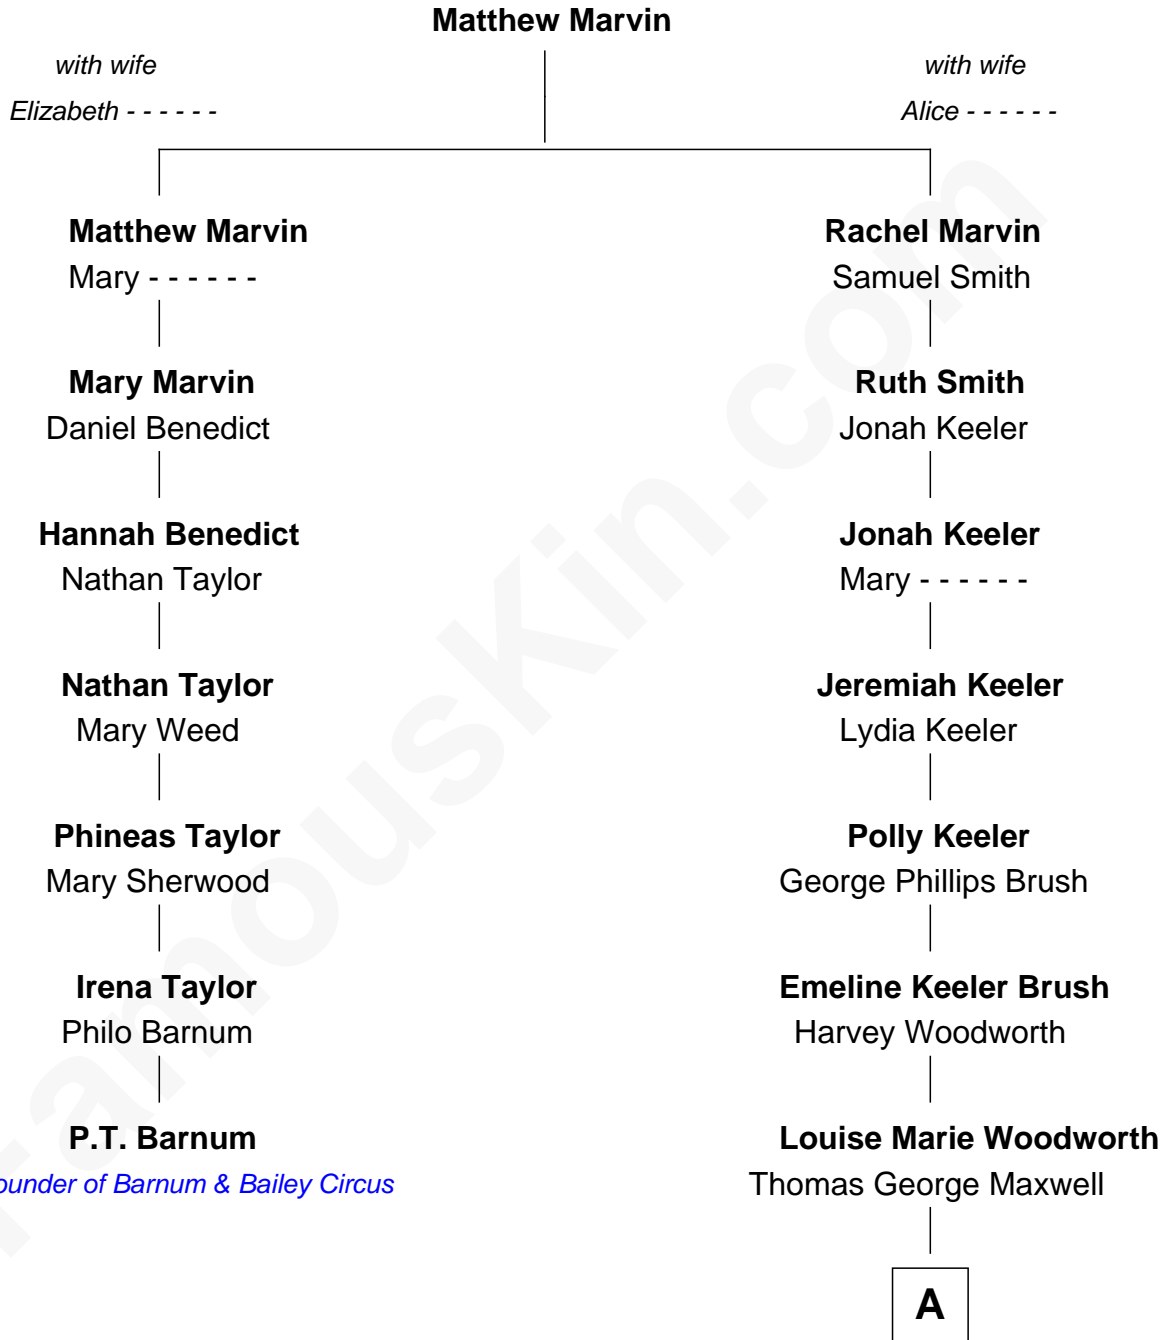 Matthew Marvin
with wife
Elizabeth - - - - - -
with wife
Alice - - - - - -
Matthew Marvin
Mary - - - - - -
Rachel Marvin
Samuel Smith
Mary Marvin
Daniel Benedict
Ruth Smith
Jonah Keeler
Hannah Benedict
Nathan Taylor
Jonah Keeler
Mary - - - - - -
Nathan Taylor
Mary Weed
Jeremiah Keeler
Lydia Keeler
Phineas Taylor
Mary Sherwood
Polly Keeler
George Phillips Brush
Irena Taylor
Philo Barnum
Emeline Keeler Brush
Harvey Woodworth
P.T. Barnum
ounder of Barnum & Bailey Circus
Louise Marie Woodworth
Thomas George Maxwell
A
FamousKin.com